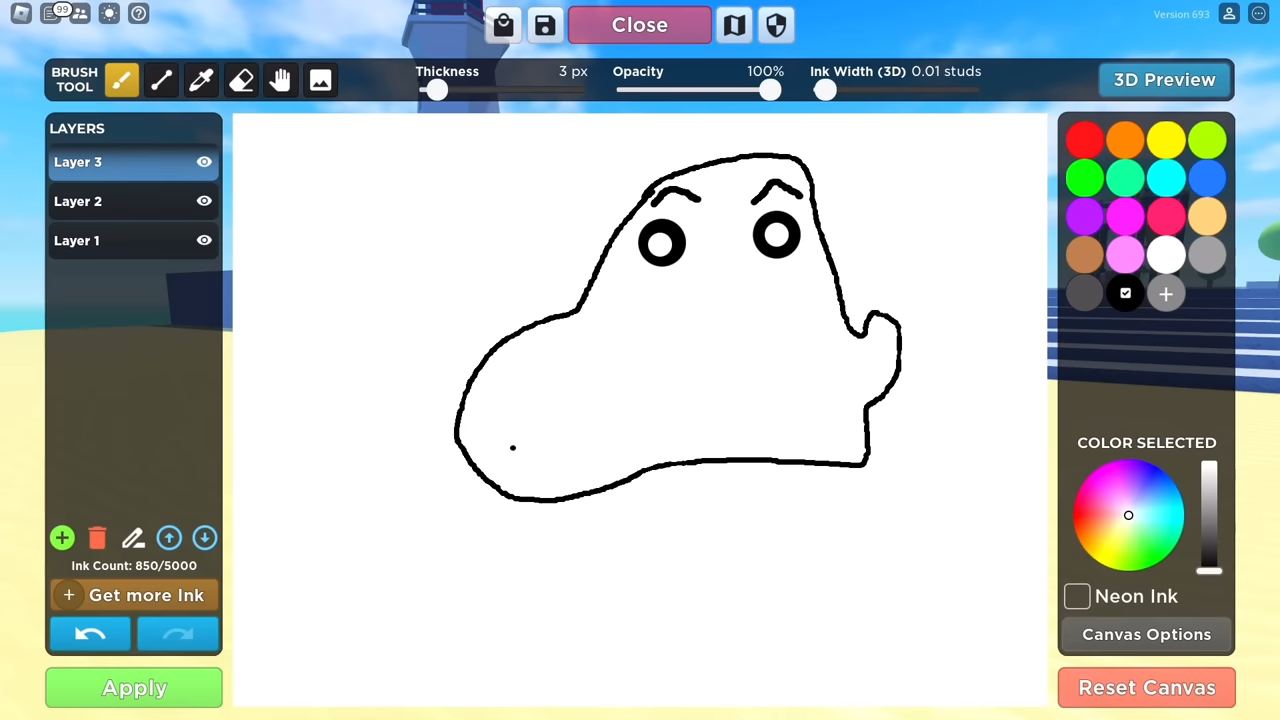 99
Close
Version 693
BRUSH
TOOL
Thickness 3 px
Opacity 100%
Ink Width (3D) 0.01 studs
3D Preview
LAYERS
Layer 3
Layer 2
Layer 1
Ink Count: 850/5000
+ Get more Ink
Apply
COLOR SELECTED
Neon Ink
Canvas Options
Reset Canvas